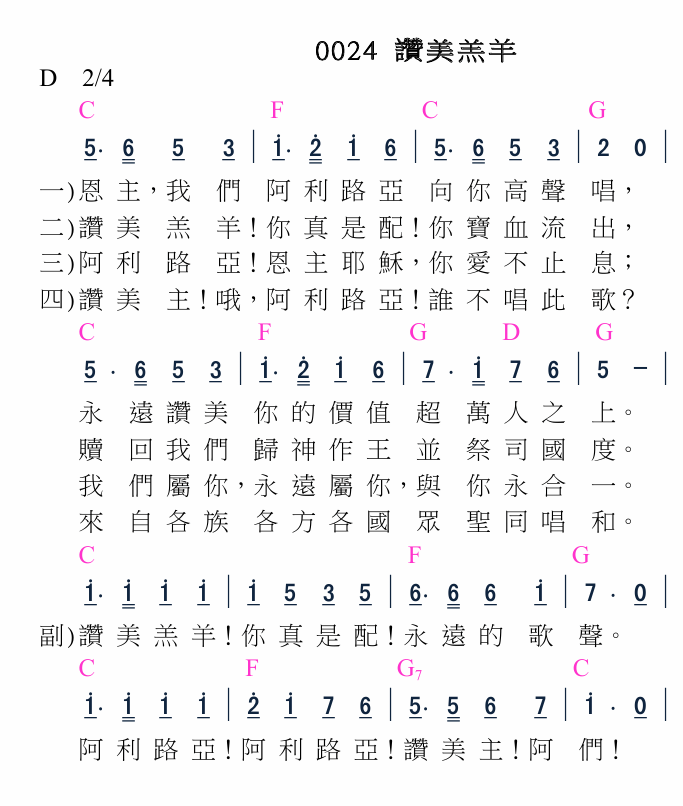 0024 讚美羔羊
D 2/4
C F C G
5· 6 5 3 | i· 2̇ i 6 | 5· 6 5 3 | 2 0 |
一)恩主,我們阿利路亞向你高聲唱,
二)讚美羔羊!你真是配!你寶血流出,
三)阿利路亞!恩主耶穌,你愛不止息;
四)讚美主!哦,阿利路亞!誰不唱此歌?
C F G D G
5· 6 5 3 | i· 2̇ i 6 | 7· i 7 6 | 5 － |
永遠讚美你的價值超萬人之上。
贖回我們歸神作王並祭司國度。
我們屬你,永遠屬你,與你永合一。
來自各族各方各國眾聖同唱和。
C F G
i· i i i | i 5 3 5 | 6· 6 6 i | 7· 0 |
副)讚美羔羊!你真是配!永遠的歌聲。
C F G₇ C
i· i i i | 2̇ i 7 6 | 5· 5 6 7 | i· 0 |
阿利路亞!阿利路亞!讚美主!阿們!